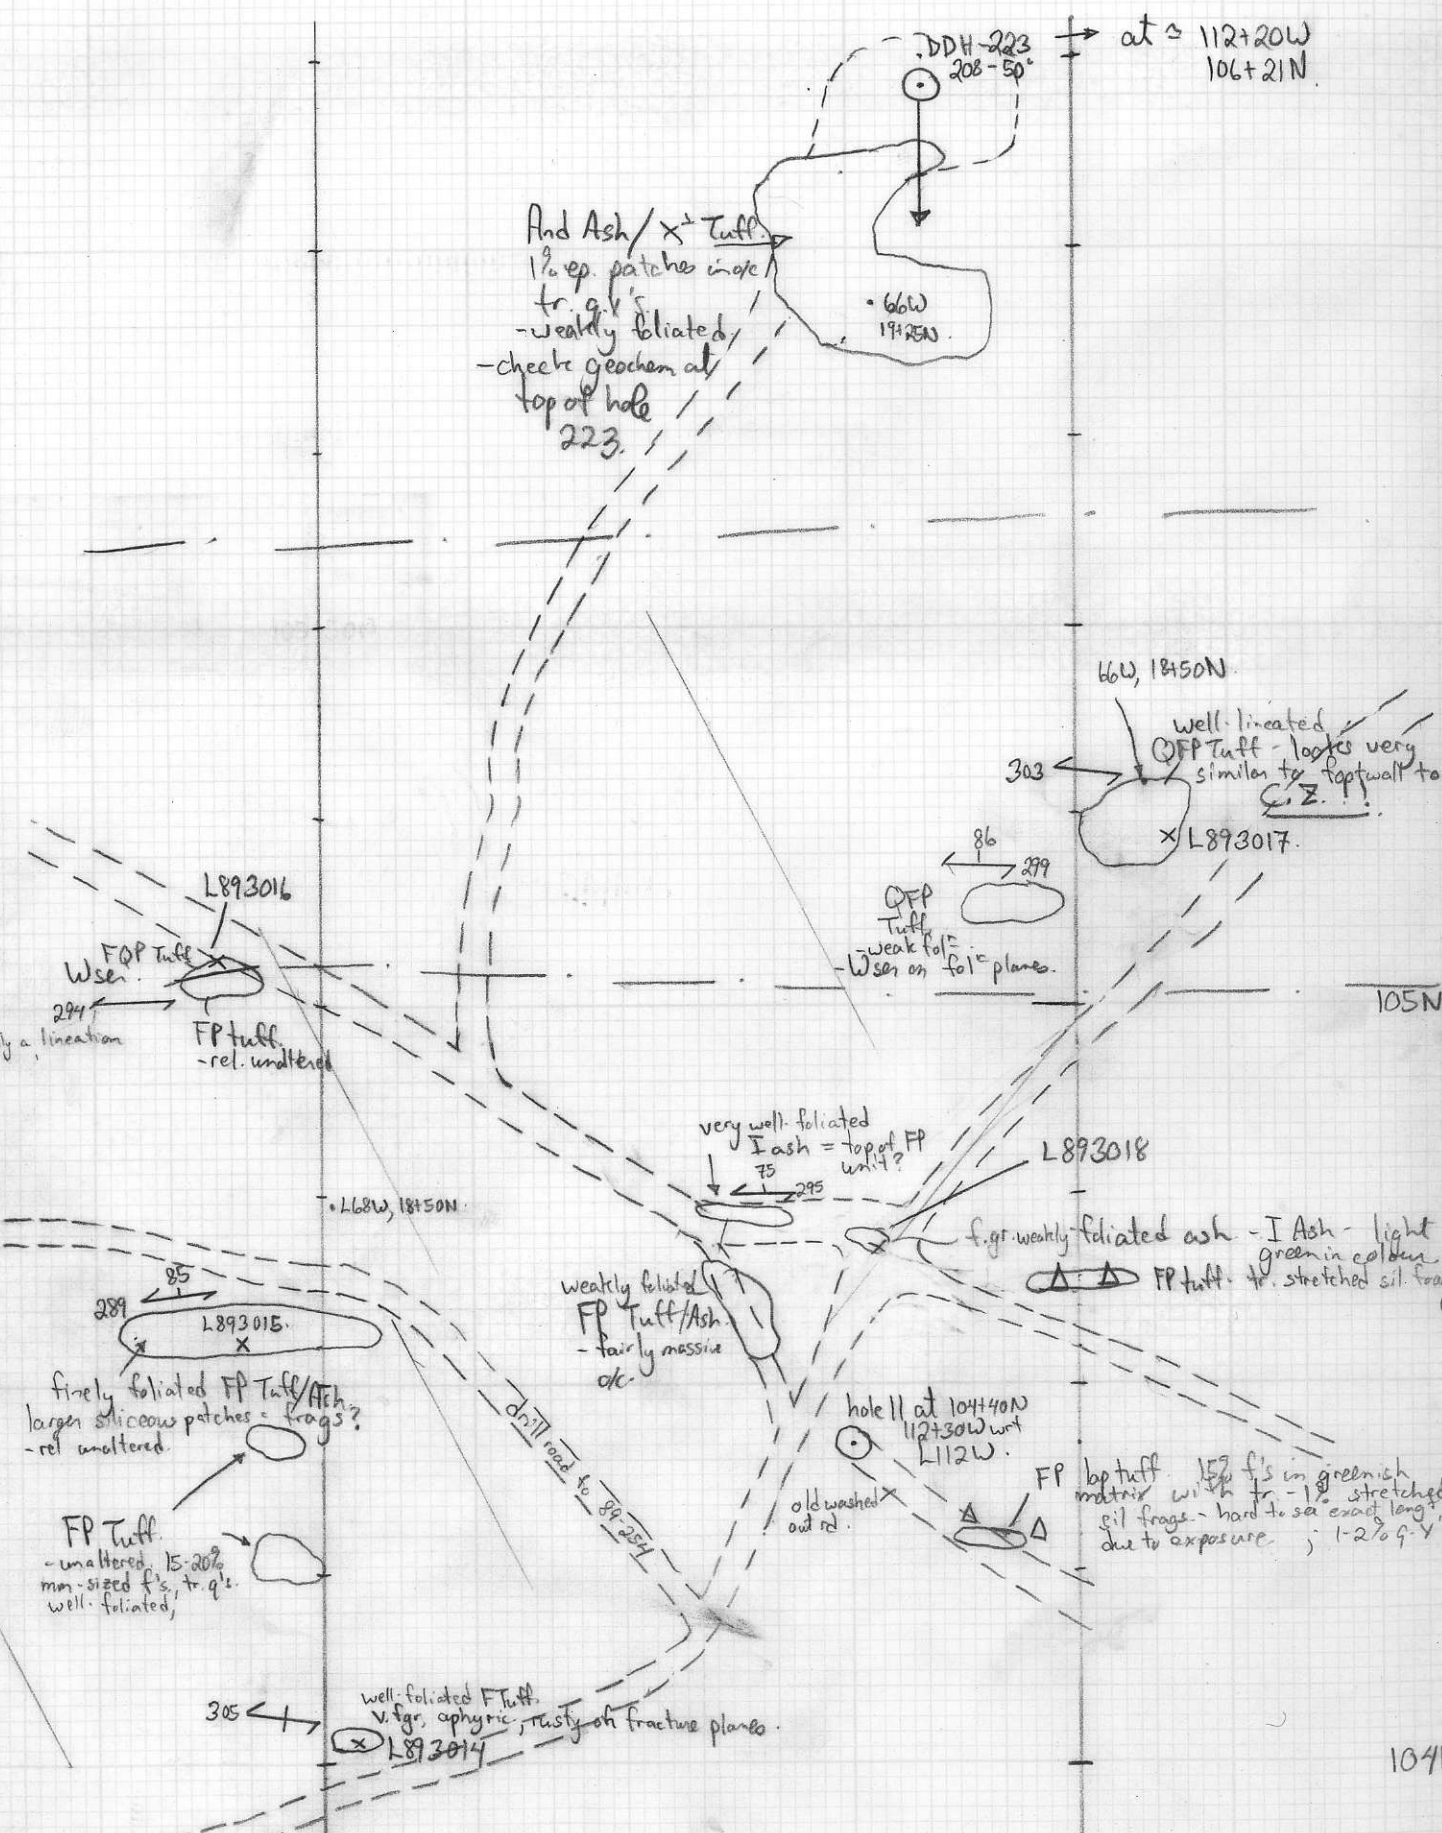 DDH-223
208-50°
at ≈ 112+20W
106+21N
And Ash/X Tuff
1% ep. patches in o/c
tr. q.v's
-weakly foliated
-check geochem at
top of hole
223.
66W
19+25N
66W, 18+50N
well-lineated
QFP Tuff - looks very
similar to footwall to
C.Z. !!
303
L893017
86
299
QFP
Tuff
-weak fol
-Wser on fol planes.
L893016
FQP Tuff
Wser.
294
a lineation
FP tuff.
-rel. unaltered
105N
very well-foliated
I ash = top of FP
unit?
75
295
L893018
L68W, 18+50N
f.gr. weakly-foliated ash - I Ash - light
green in colour
FP tuff - tr. stretched sil.
85
289
L893015
weakly foliated
FP Tuff/Ash
- fairly massive
o/c.
finely foliated FP Tuff/Ash
larger siliceous patches = frags?
-rel unaltered.
drill road to 89-254
hole 11 at 104+40N
112+30W wrt
L112W.
old washed
out rd.
FP lap tuff 15% f's in greenish
matrix with tr.-1% stretched
sil frags. - hard to see exact
due to exposure ; 1-2%
FP Tuff.
-unaltered, 15-20%
mm-sized f's, tr. q's.
well-foliated,
305
well-foliated F Tuff.
v. fgr, aphyric, rusty on fracture planes.
L893014
104